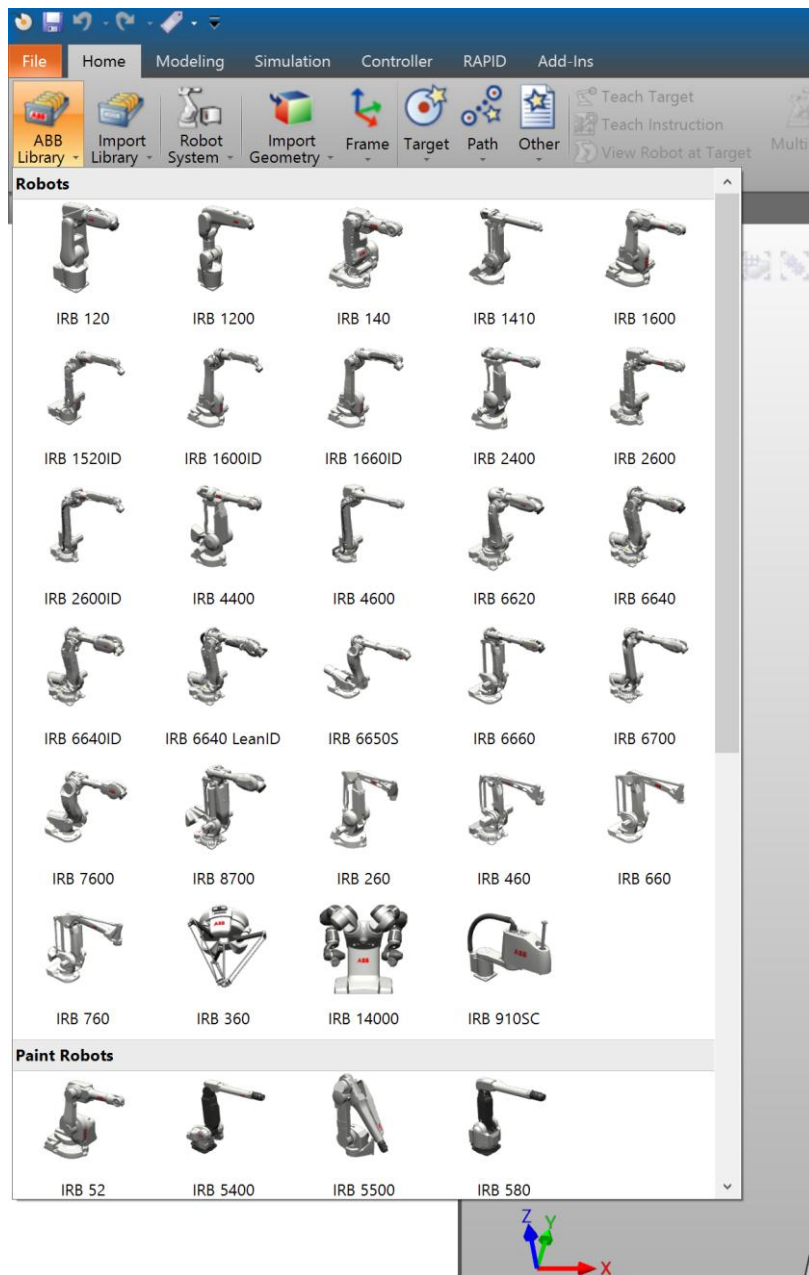 File Home Modeling Simulation Controller RAPID Add-Ins
ABB Library
Import Library
Robot System
Import Geometry
Frame
Target
Path
Other
Teach Target
Teach Instruction
View Robot at Target
Multi
Robots
IRB 120 IRB 1200 IRB 140 IRB 1410 IRB 1600
IRB 1520ID IRB 1600ID IRB 1660ID IRB 2400 IRB 2600
IRB 2600ID IRB 4400 IRB 4600 IRB 6620 IRB 6640
IRB 6640ID IRB 6640 LeanID IRB 6650S IRB 6660 IRB 6700
IRB 7600 IRB 8700 IRB 260 IRB 460 IRB 660
ABB
ABB
ABB
IRB 760 IRB 360 IRB 14000 IRB 910SC
Paint Robots
IRB 52 IRB 5400 IRB 5500 IRB 580
Z Y
X